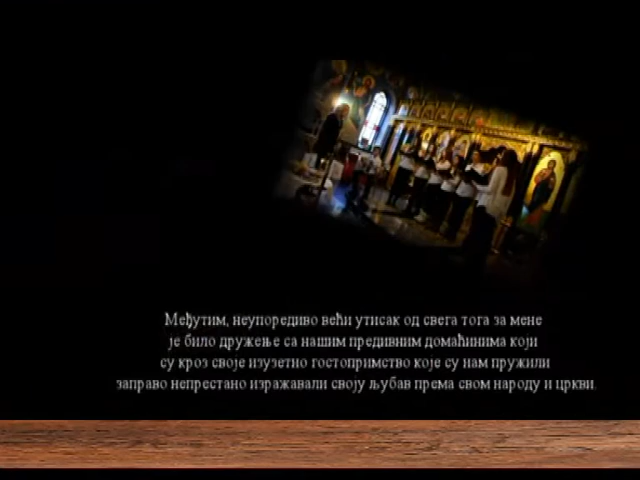 Међутим, неупоредиво већи утисак од свега тога за мене
је било дружење са нашим предивним домаћинима који
су кроз своје изузетно гостопримство које су нам пружили
заправо непрестано изражавали своју љубав према свом народу и цркви.